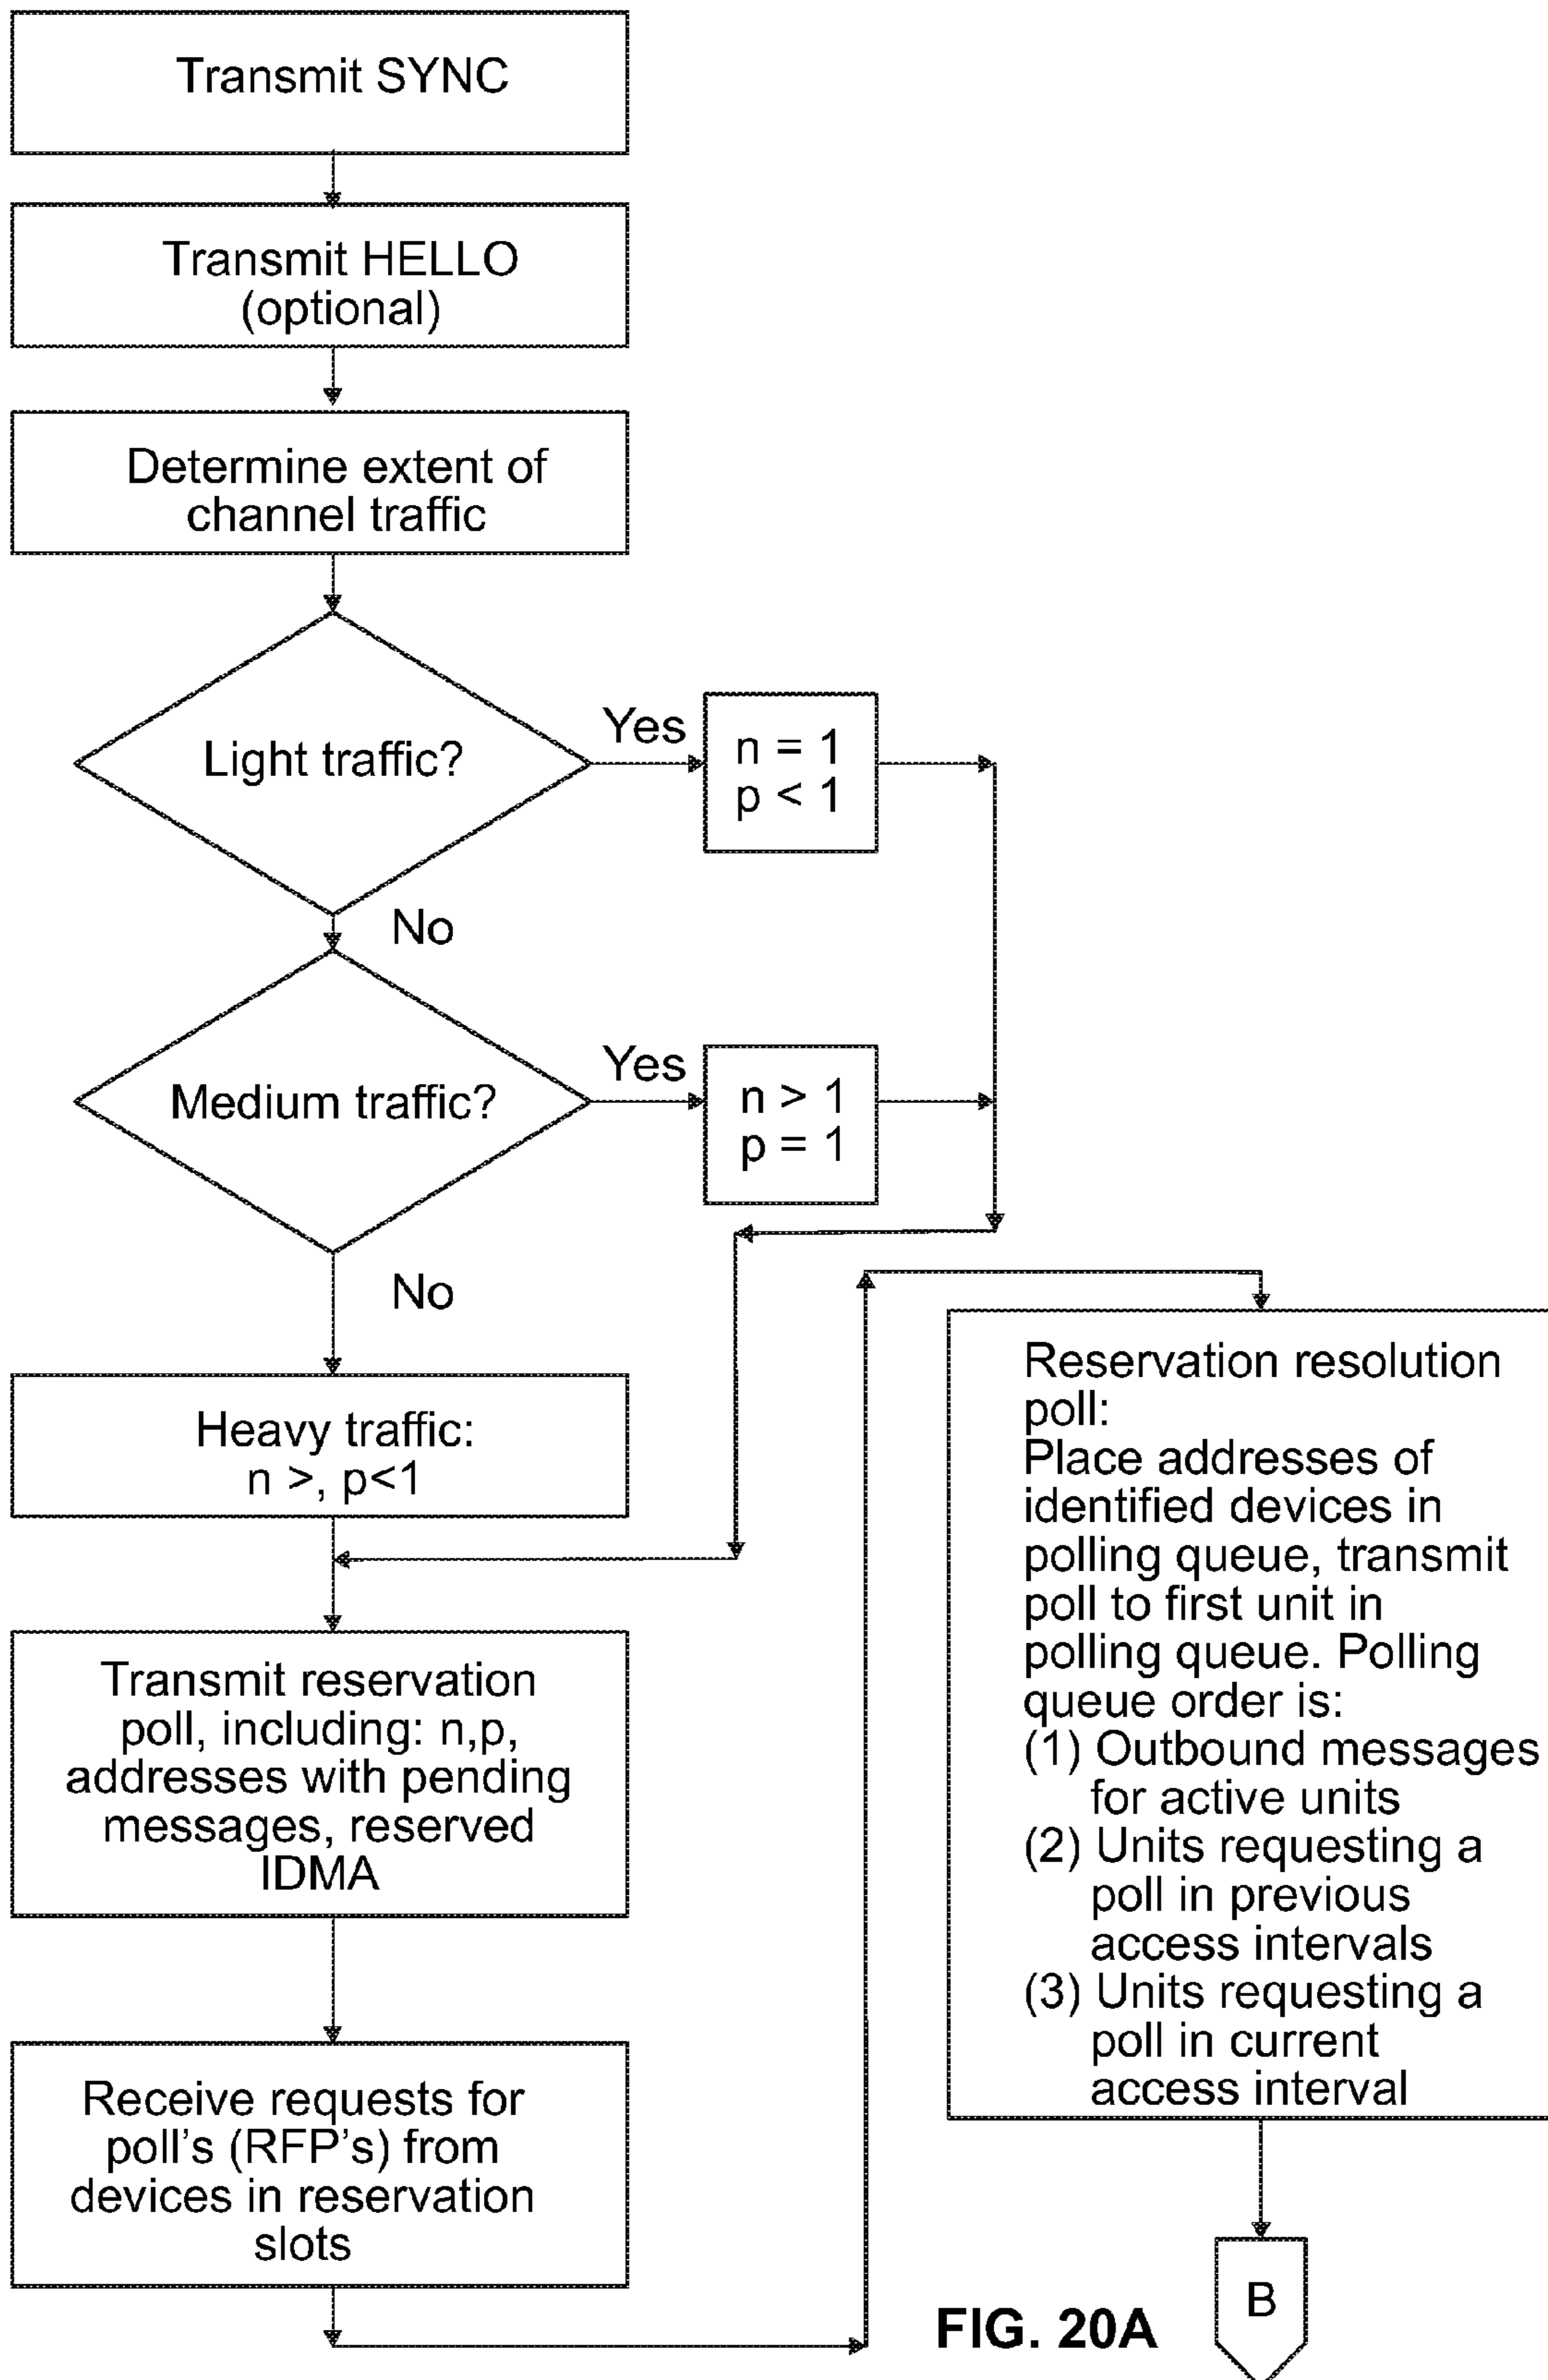 Transmit SYNC
Transmit HELLO
(optional)
Determine extent of
channel traffic
Light traffic?
Yes
n = 1
p < 1
No
Medium traffic?
Yes
n > 1
p = 1
No
Heavy traffic:
n >, p<1
Transmit reservation
poll, including: n,p,
addresses with pending
messages, reserved
IDMA
Receive requests for
poll's (RFP's) from
devices in reservation
slots
Reservation resolution
poll:
Place addresses of
identified devices in
polling queue, transmit
poll to first unit in
polling queue. Polling
queue order is:
(1) Outbound messages
for active units
(2) Units requesting a
poll in previous
access intervals
(3) Units requesting a
poll in current
access interval
B
FIG. 20A